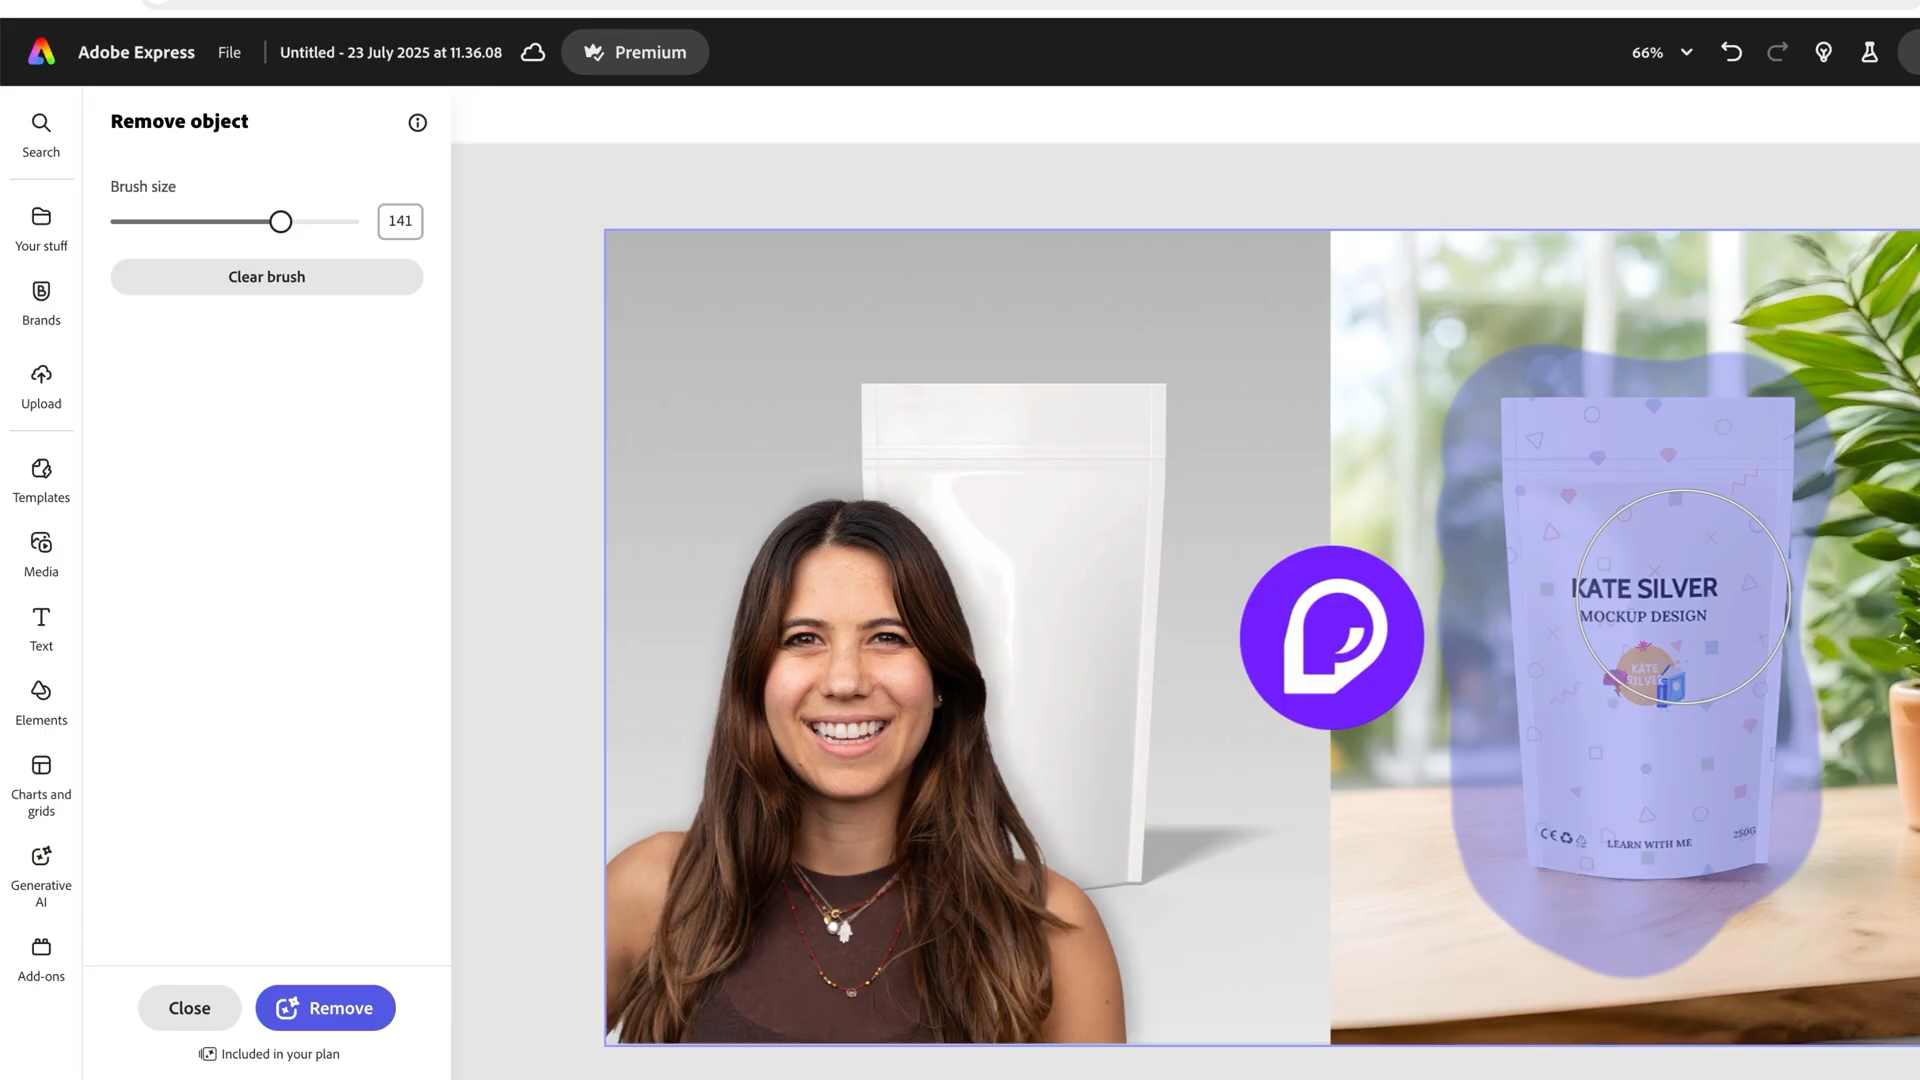 Adobe Express
File
Untitled - 23 July 2025 at 11.36.08
Premium
66%
Search
Your stuff
Brands
Upload
Templates
Media
Text
Elements
Charts and
grids
Generative
AI
Add-ons
Remove object
Brush size
141
Clear brush
Close
Remove
Included in your plan
KATE SILVER
MOCKUP DESIGN
KATE
SILVER
LEARN WITH ME
250G